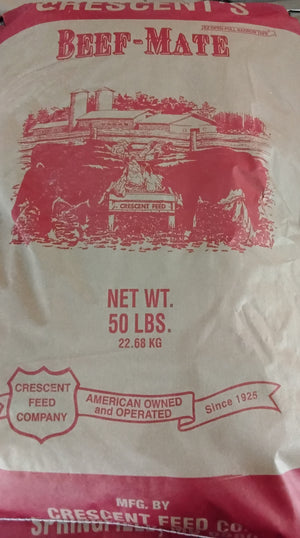 CRESCENT'S
BEEF-MATE
CRESCENT FEED
NET WT.
50 LBS.
22.68 KG
CRESCENT
FEED
COMPANY
AMERICAN OWNED
and OPERATED
Since 1925
MFG. BY
CRESCENT FEED CO.